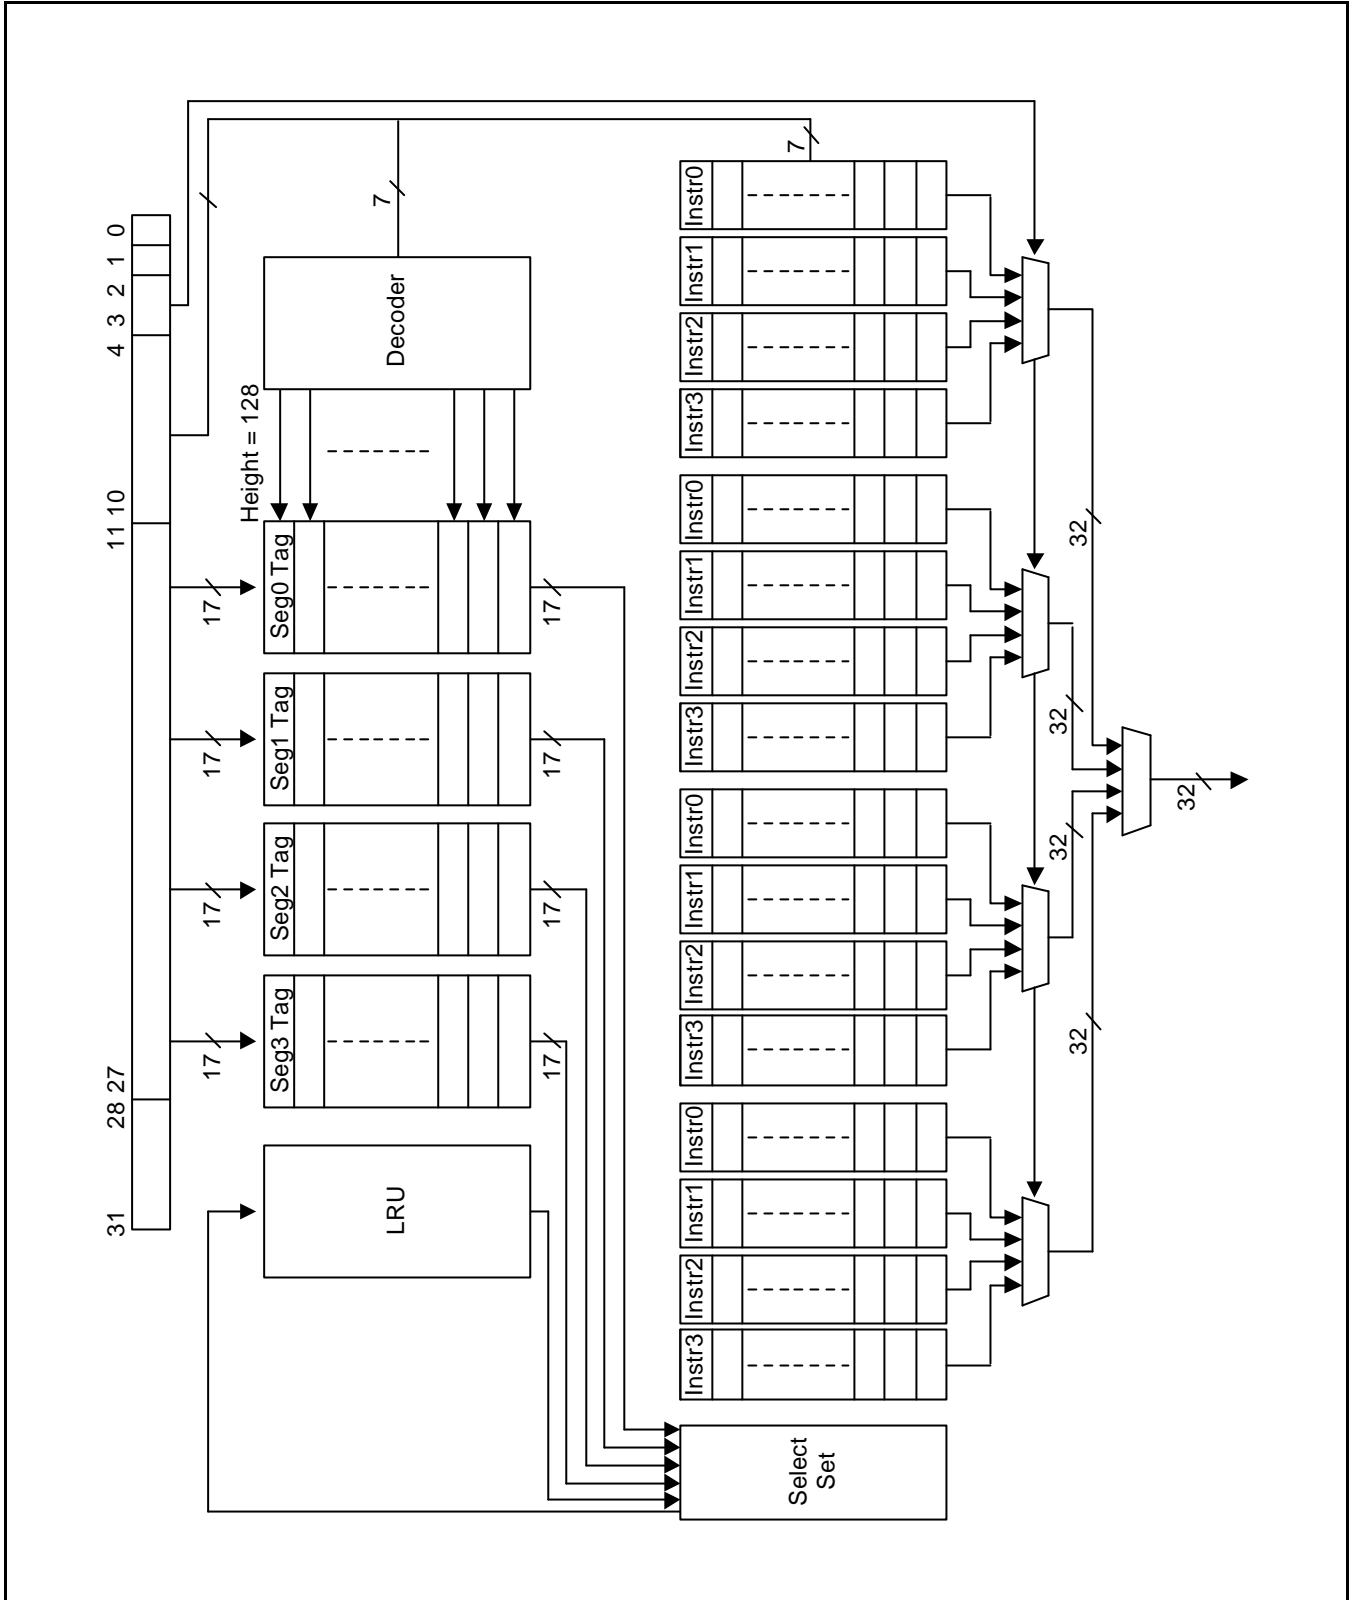 31
28 27
11 10
4
3
2
1
0
Height = 128
7
7
Decoder
17
17
17
17
Seg3 Tag
Seg2 Tag
Seg1 Tag
Seg0 Tag
LRU
17
17
17
17
Select
Set
Instr3
Instr2
Instr1
Instr0
Instr3
Instr2
Instr1
Instr0
Instr3
Instr2
Instr1
Instr0
Instr3
Instr2
Instr1
Instr0
32
32
32
32
32